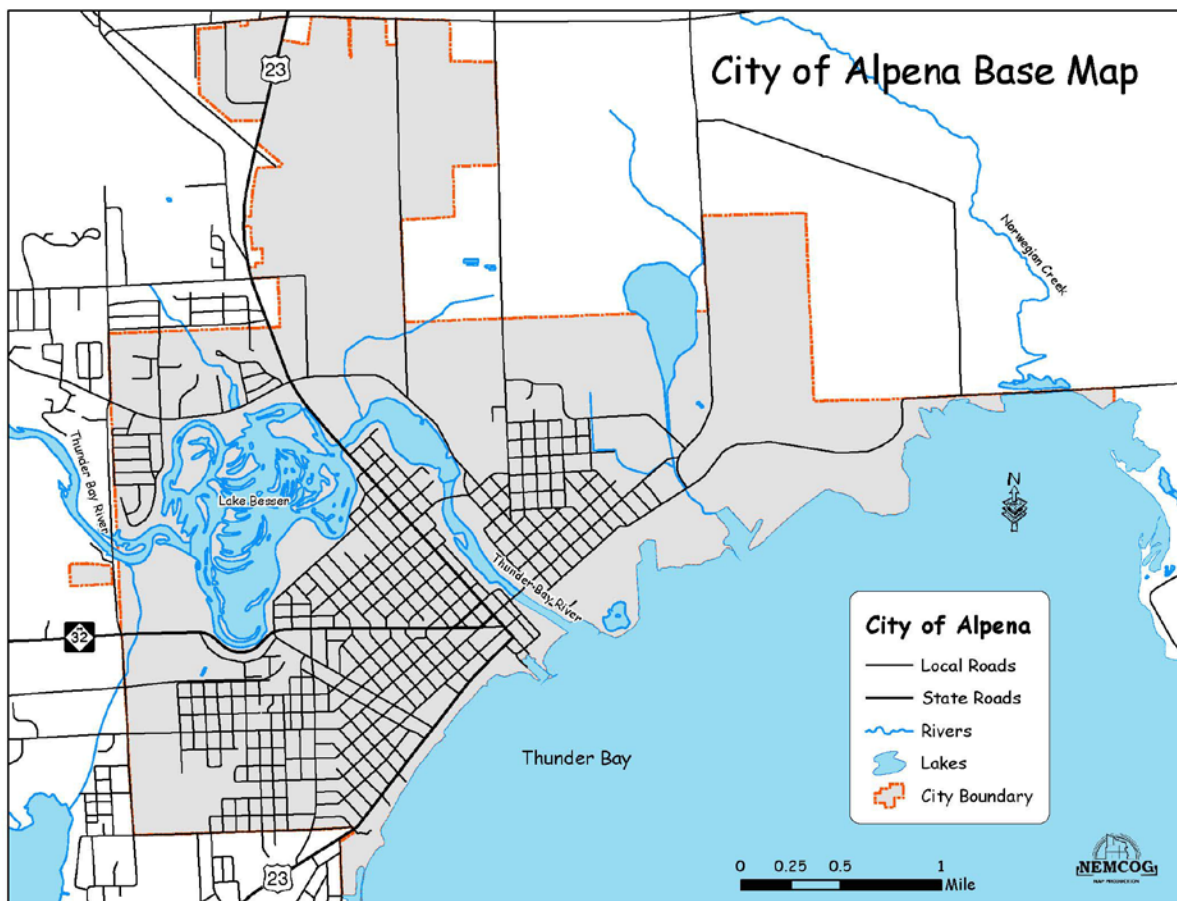 City of Alpena Base Map
23
Norwegian Creek
Thunder Bay River
Lake Besser
Thunder Bay River
N
M
32
City of Alpena
Local Roads
State Roads
Rivers
Lakes
City Boundary
Thunder Bay
23
0 0.25 0.5 1
Mile
NEMCOG
MAP PRODUCTION